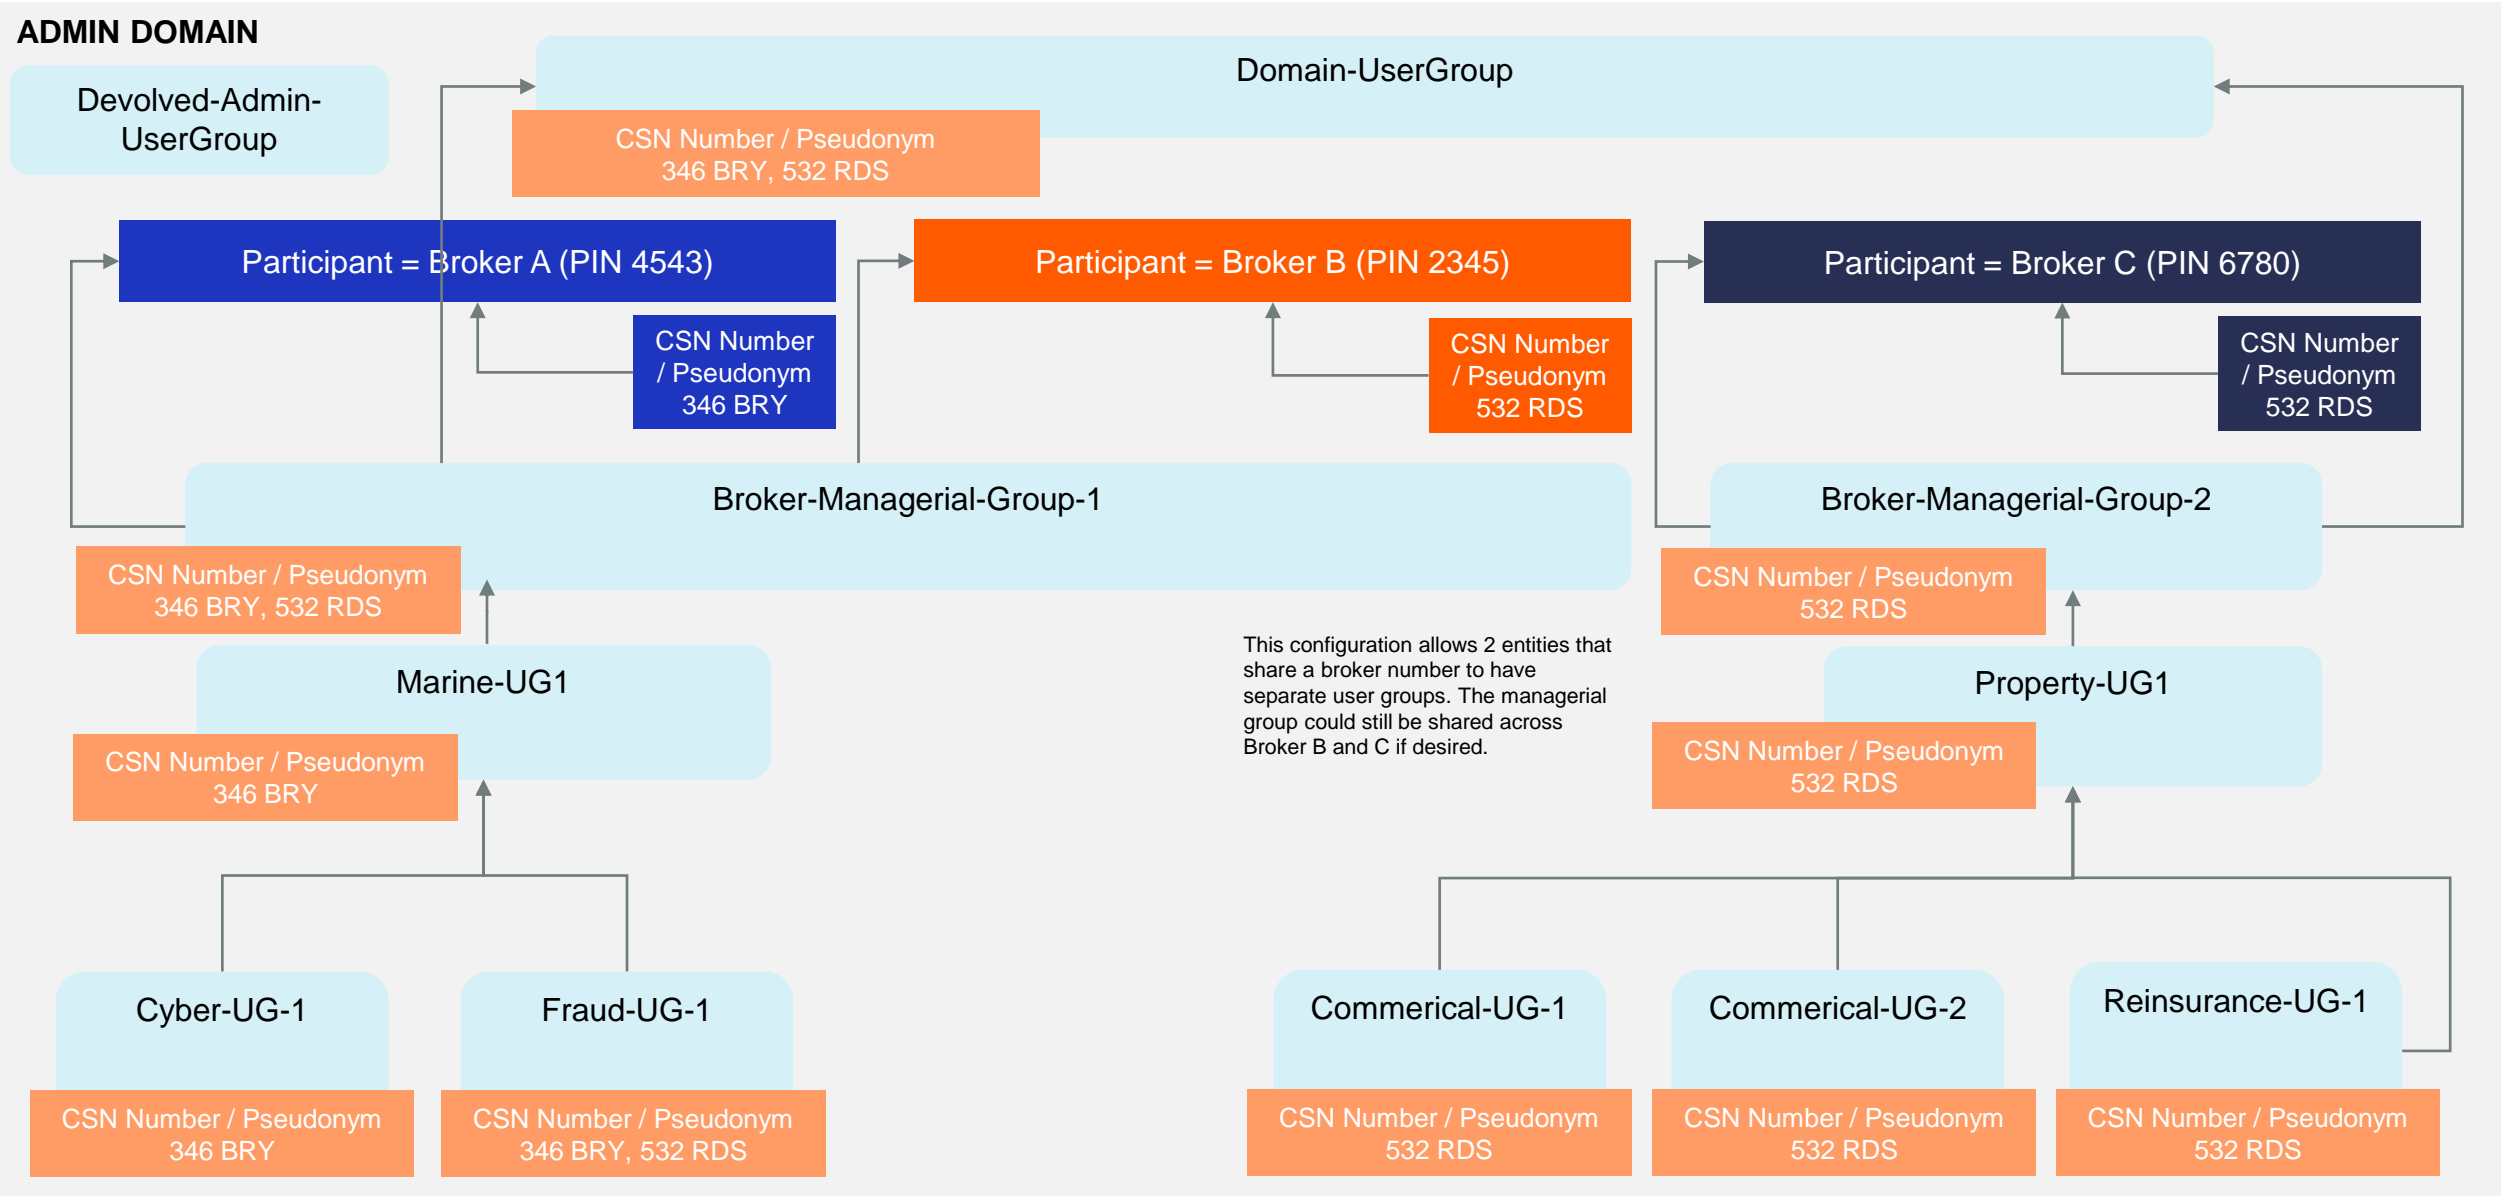 ADMIN DOMAIN
Devolved-Admin-
UserGroup
Domain-UserGroup
CSN Number / Pseudonym
346 BRY, 532 RDS
Participant = Broker A (PIN 4543)
Participant = Broker B (PIN 2345)
Participant = Broker C (PIN 6780)
CSN Number
/ Pseudonym
346 BRY
CSN Number
/ Pseudonym
532 RDS
CSN Number
/ Pseudonym
532 RDS
Broker-Managerial-Group-1
CSN Number / Pseudonym
346 BRY, 532 RDS
Broker-Managerial-Group-2
CSN Number / Pseudonym
532 RDS
This configuration allows 2 entities that
share a broker number to have
separate user groups. The managerial
group could still be shared across
Broker B and C if desired.
Marine-UG1
CSN Number / Pseudonym
346 BRY
Property-UG1
CSN Number / Pseudonym
532 RDS
Cyber-UG-1
CSN Number / Pseudonym
346 BRY
Fraud-UG-1
CSN Number / Pseudonym
346 BRY, 532 RDS
Commerical-UG-1
CSN Number / Pseudonym
532 RDS
Commerical-UG-2
CSN Number / Pseudonym
532 RDS
Reinsurance-UG-1
CSN Number / Pseudonym
532 RDS